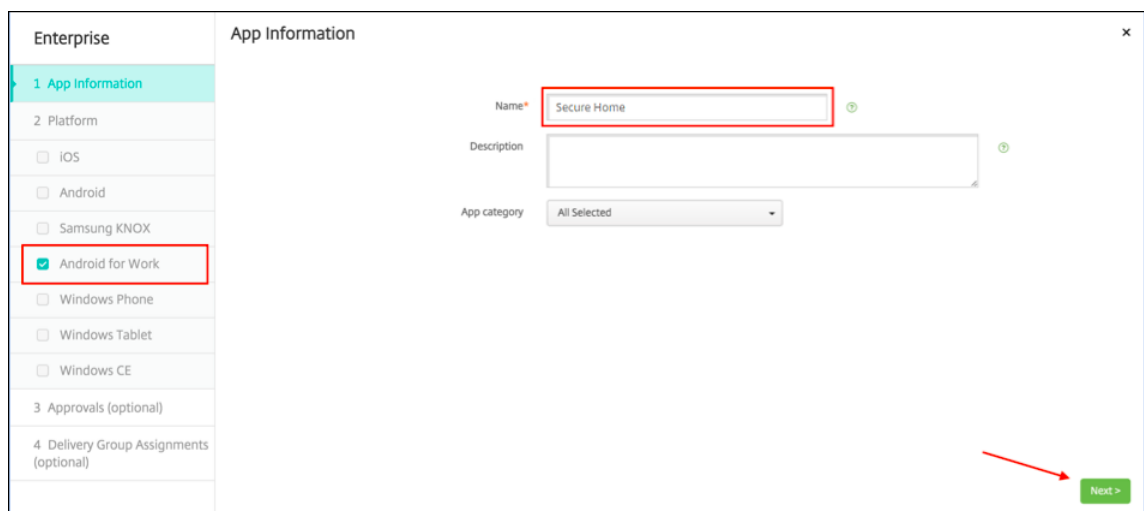 Enterprise
App Information
×
1 App Information
Name*
Secure Home
?
2 Platform
Description
?
iOS
Android
App category
All Selected
Samsung KNOX
Android for Work
Windows Phone
Windows Tablet
Windows CE
3 Approvals (optional)
4 Delivery Group Assignments
(optional)
Next >